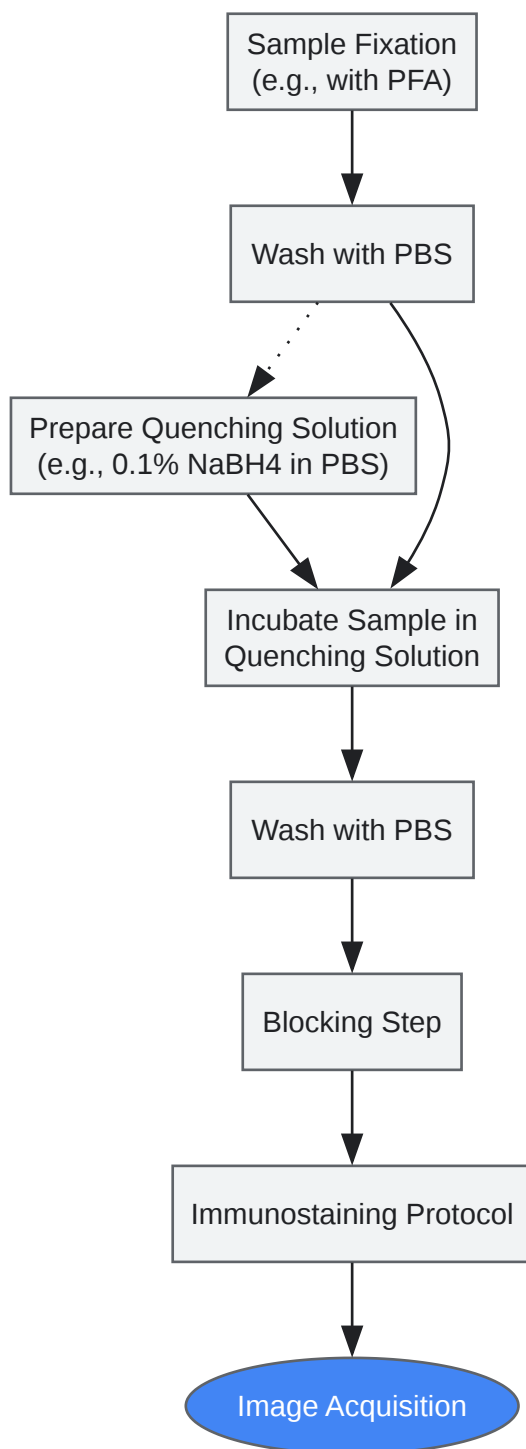 Sample Fixation
(e.g., with PFA)
Wash with PBS
Prepare Quenching Solution
(e.g., 0.1% NaBH4 in PBS)
Incubate Sample in
Quenching Solution
Wash with PBS
Blocking Step
Immunostaining Protocol
Image Acquisition